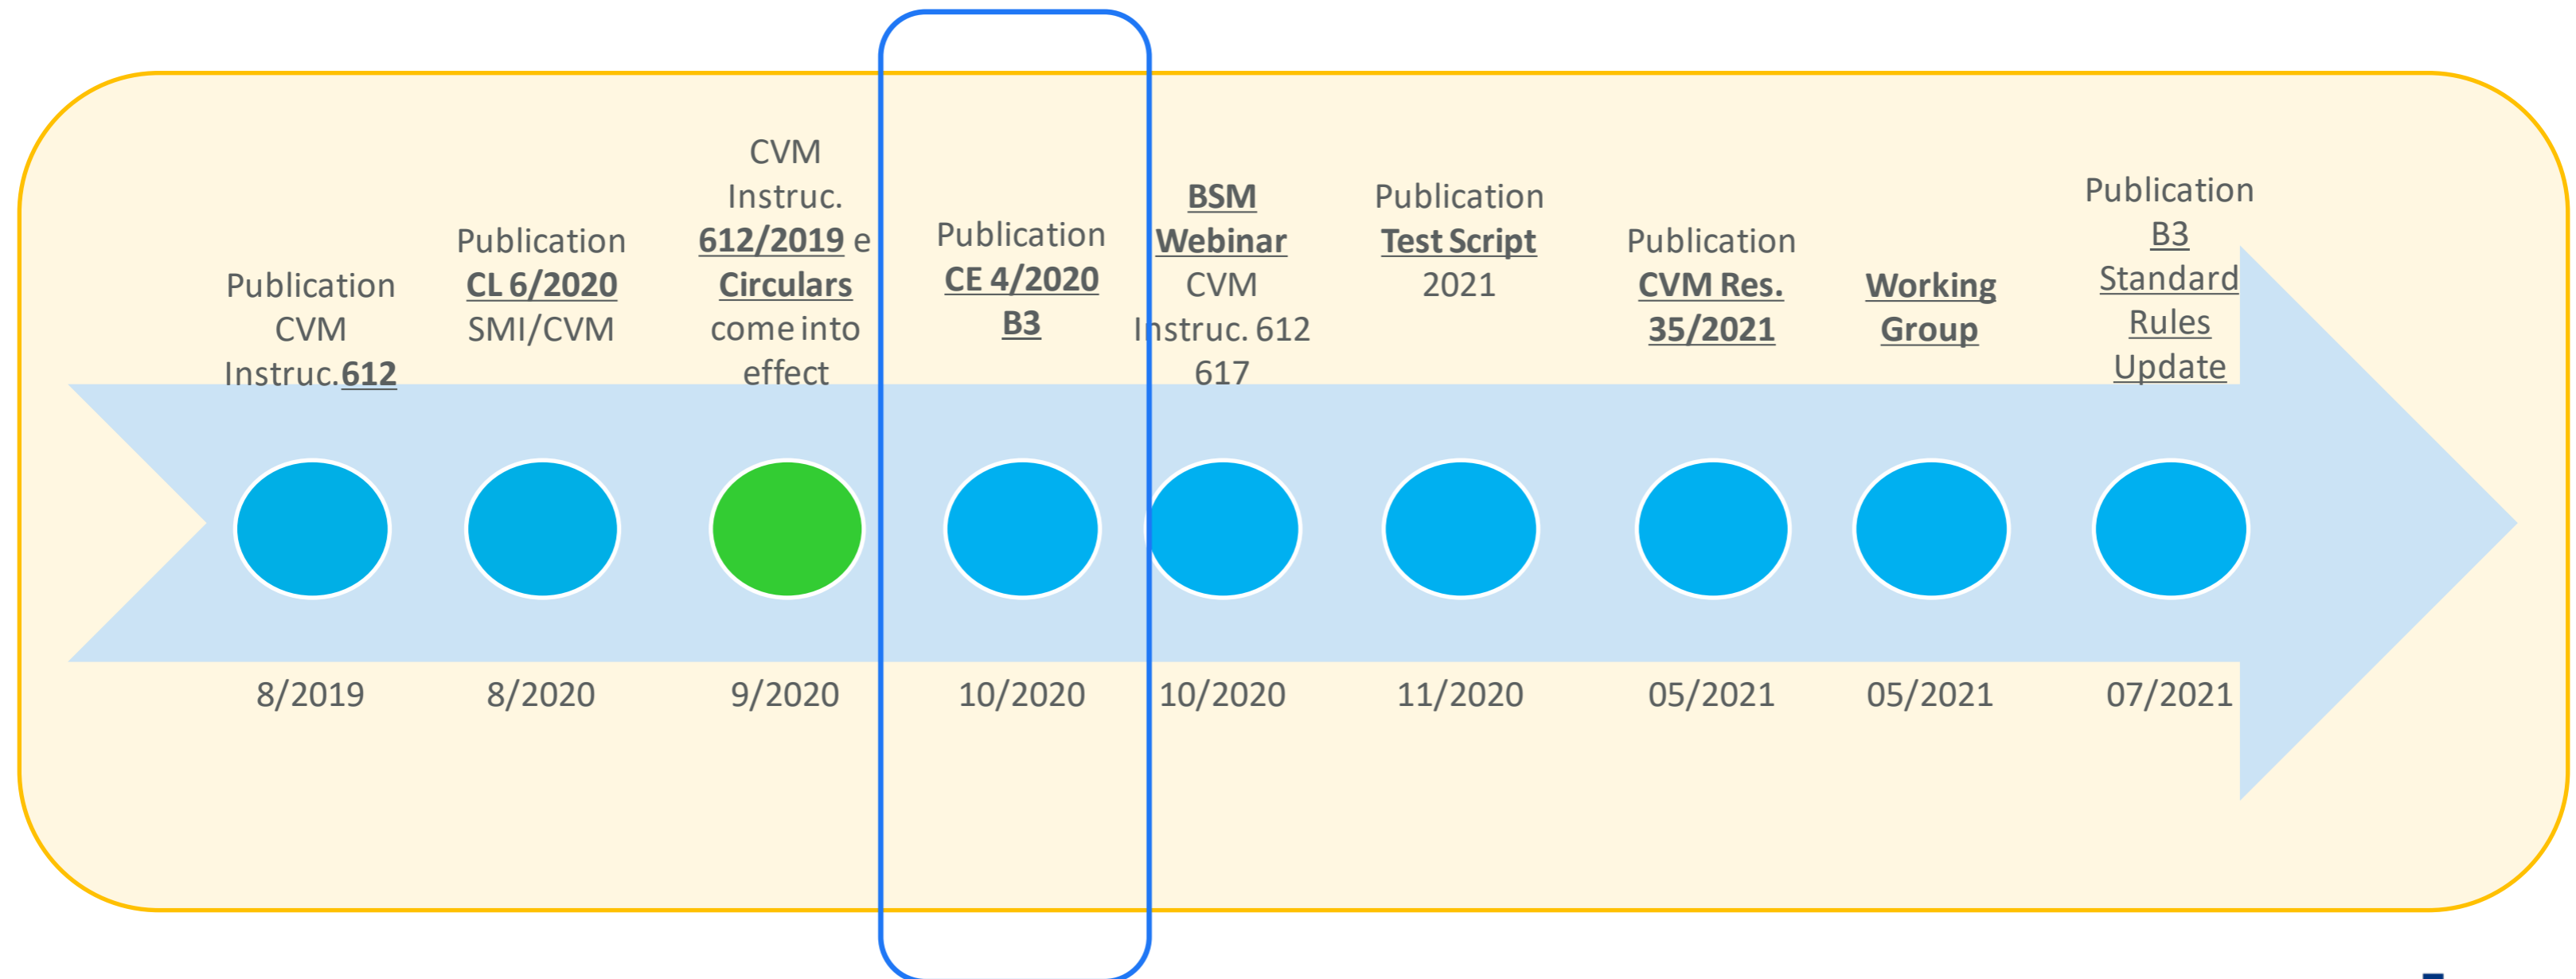 Publication
CVM
Instruc.612
8/2019
Publication
CL 6/2020
SMI/CVM
8/2020
CVM
Instruc.
612/2019 e
Circulars
come into
effect
9/2020
Publication
CE 4/2020
B3
10/2020
BSM
Webinar
CVM
Instruc. 612
617
10/2020
Publication
Test Script
2021
11/2020
Publication
CVM Res.
35/2021
05/2021
Working
Group
05/2021
Publication
B3
Standard
Rules
Update
07/2021